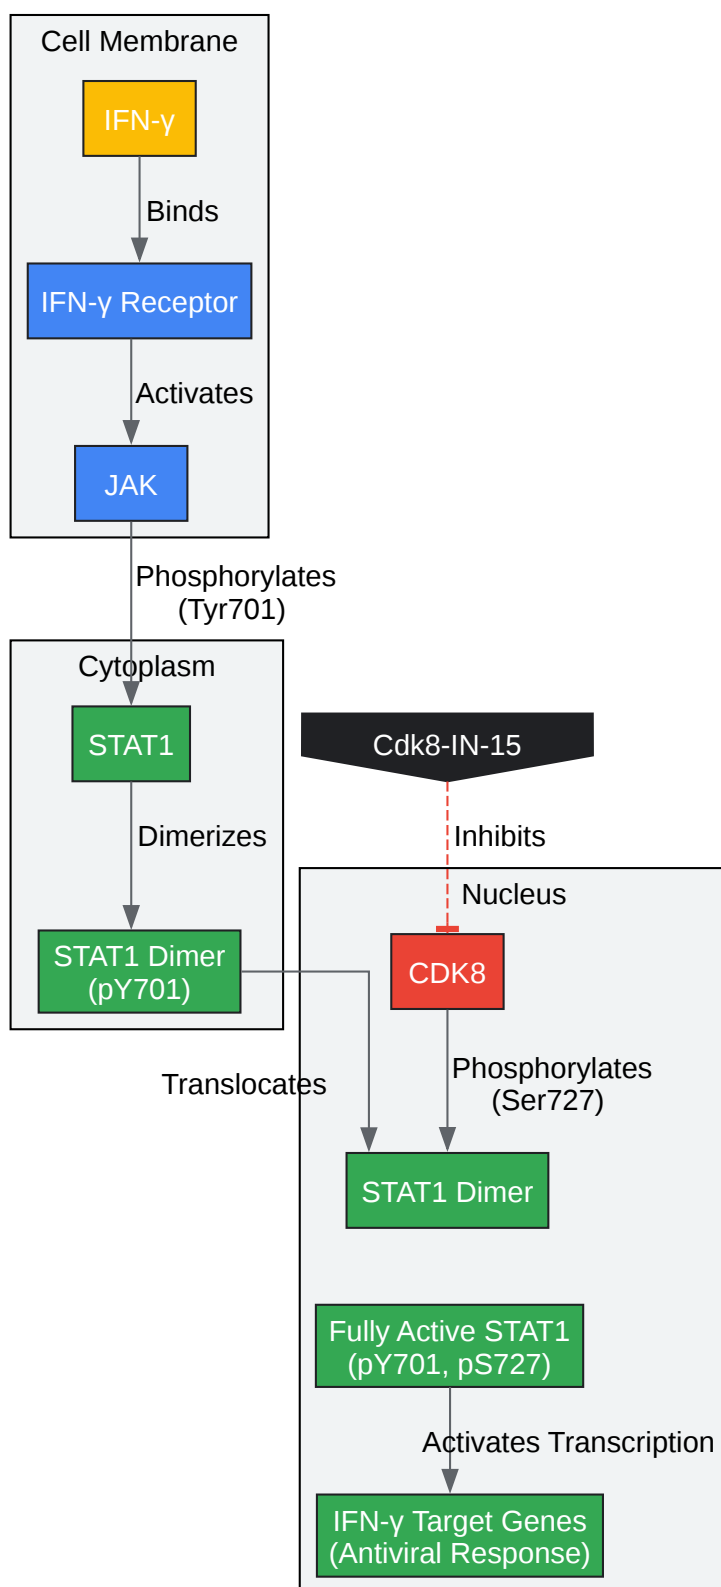 Cell Membrane
IFN-γ
Binds
IFN-γ Receptor
Activates
JAK
Phosphorylates
(Tyr701)
Cytoplasm
STAT1
Cdk8-IN-15
Dimerizes
Inhibits
Nucleus
STAT1 Dimer
(pY701)
CDK8
Translocates
Phosphorylates
(Ser727)
STAT1 Dimer
Fully Active STAT1
(pY701, pS727)
Activates Transcription
IFN-γ Target Genes
(Antiviral Response)